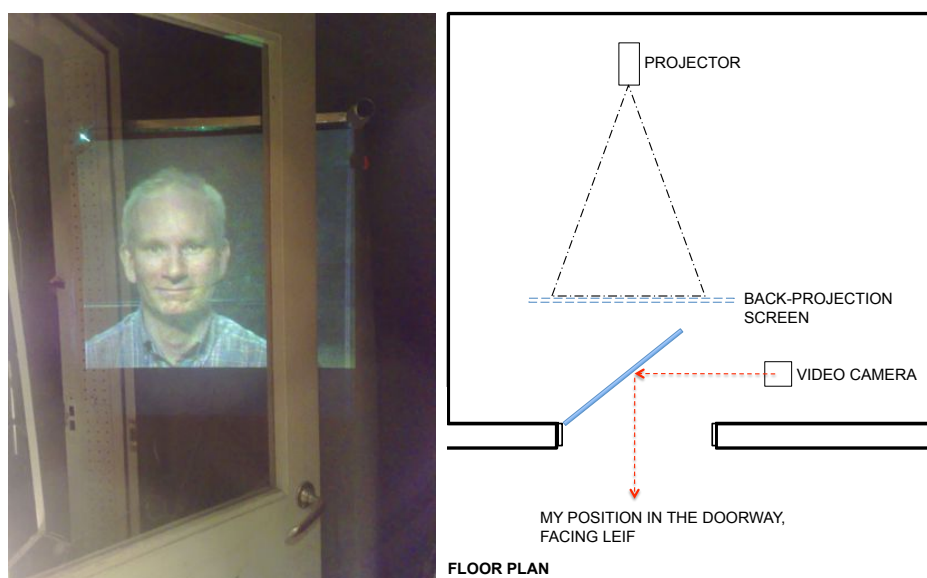 PROJECTOR
BACK-PROJECTION
SCREEN
VIDEO CAMERA
MY POSITION IN THE DOORWAY,
FACING LEIF
FLOOR PLAN